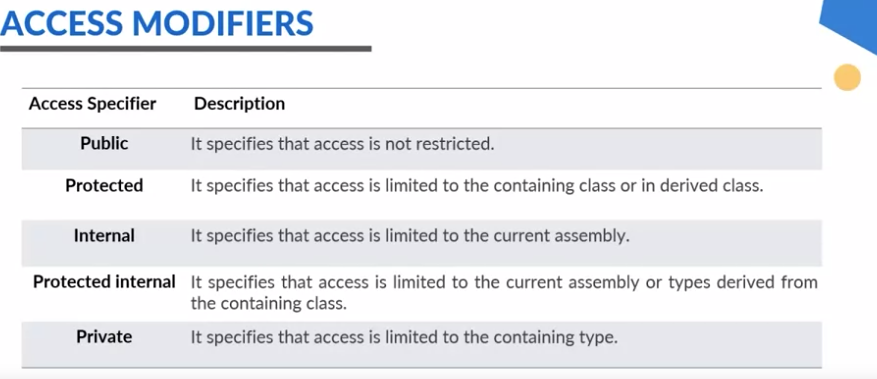 ACCESS MODIFIERS
Access Specifier Description
Public It specifies that access is not restricted.
Protected It specifies that access is limited to the containing class or in derived class.
Internal It specifies that access is limited to the current assembly.
Protected internal It specifies that access is limited to the current assembly or types derived from
the containing class.
Private It specifies that access is limited to the containing type.